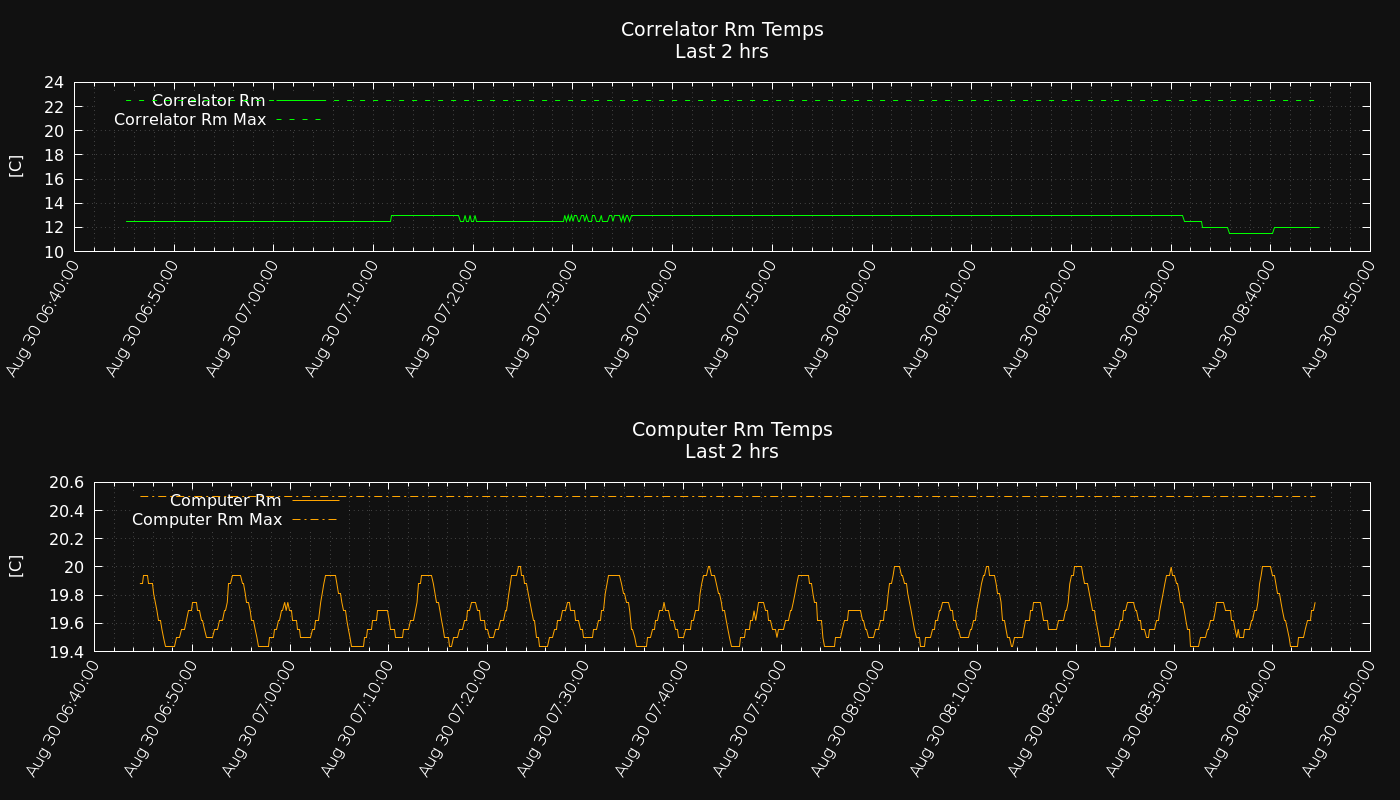 Correlator Rm Temps
Last 2 hrs
24
22
20
18
16
14
12
10
[C]
Correlator Rm
Correlator Rm Max
Aug 30 06:40:00
Aug 30 06:50:00
Aug 30 07:00:00
Aug 30 07:10:00
Aug 30 07:20:00
Aug 30 07:30:00
Aug 30 07:40:00
Aug 30 07:50:00
Aug 30 08:00:00
Aug 30 08:10:00
Aug 30 08:20:00
Aug 30 08:30:00
Aug 30 08:40:00
Aug 30 08:50:00
Computer Rm Temps
Last 2 hrs
20.6
20.4
20.2
20
19.8
19.6
19.4
[C]
Computer Rm
Computer Rm Max
Aug 30 06:40:00
Aug 30 06:50:00
Aug 30 07:00:00
Aug 30 07:10:00
Aug 30 07:20:00
Aug 30 07:30:00
Aug 30 07:40:00
Aug 30 07:50:00
Aug 30 08:00:00
Aug 30 08:10:00
Aug 30 08:20:00
Aug 30 08:30:00
Aug 30 08:40:00
Aug 30 08:50:00